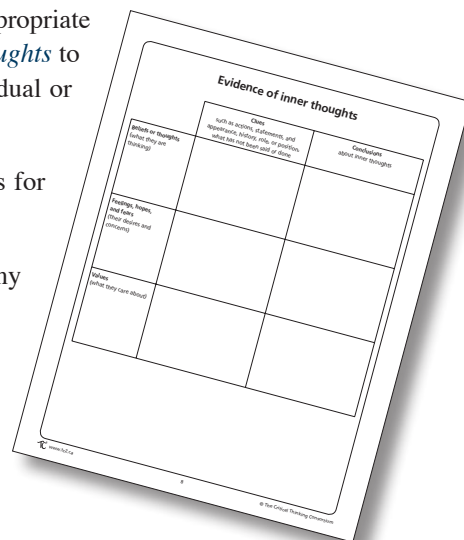 propriate
ughts to
dual or
s for
ny
Evidence of inner thoughts
Clues
such as actions, statements, and
appearance, history, role, or position,
what has not been said or done
Conclusions
about inner thoughts
Beliefs or thoughts
(what they are
thinking)
Feelings, hopes,
and fears
(Their desires and
concerns)
Values
(what they care about)
www.tc2.ca
8
© The Critical Thinking Consortium